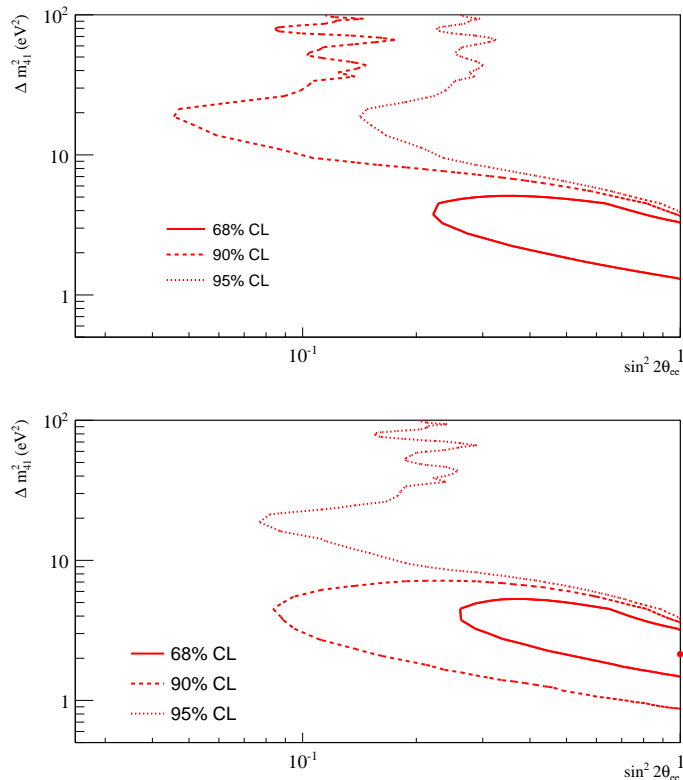 10²
Δ m²₄₁ (eV²)
10
68% CL
90% CL
95% CL
1
10⁻¹
1
sin² 2θₑₑ
10²
Δ m²₄₁ (eV²)
10
68% CL
90% CL
95% CL
1
10⁻¹
1
sin² 2θₑₑ